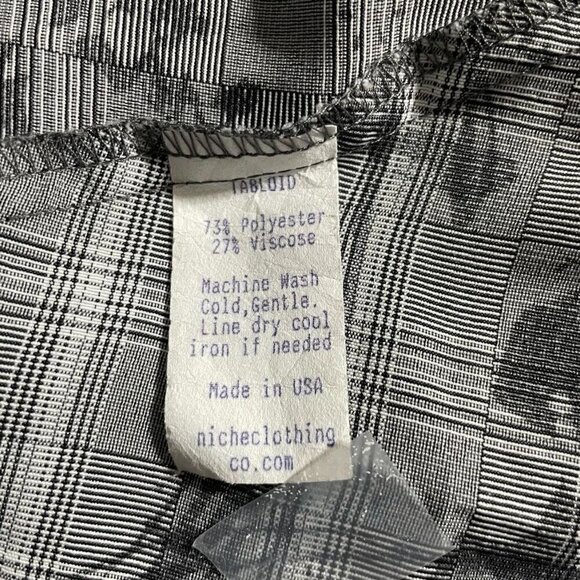 TABLOID
73% Polyester
27% Viscose
Machine Wash
Cold,Gentle.
Line dry cool
iron if needed
Made in USA
nicheclothing
co.com